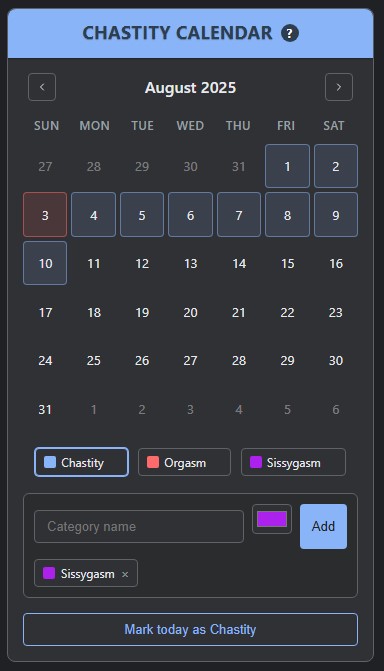 CHASTITY CALENDAR ?
‹ August 2025 ›
SUN MON TUE WED THU FRI SAT
27 28 29 30 31 1 2
3 4 5 6 7 8 9
10 11 12 13 14 15 16
17 18 19 20 21 22 23
24 25 26 27 28 29 30
31 1 2 3 4 5 6
Chastity Orgasm Sissygasm
Category name Add
Sissygasm ×
Mark today as Chastity